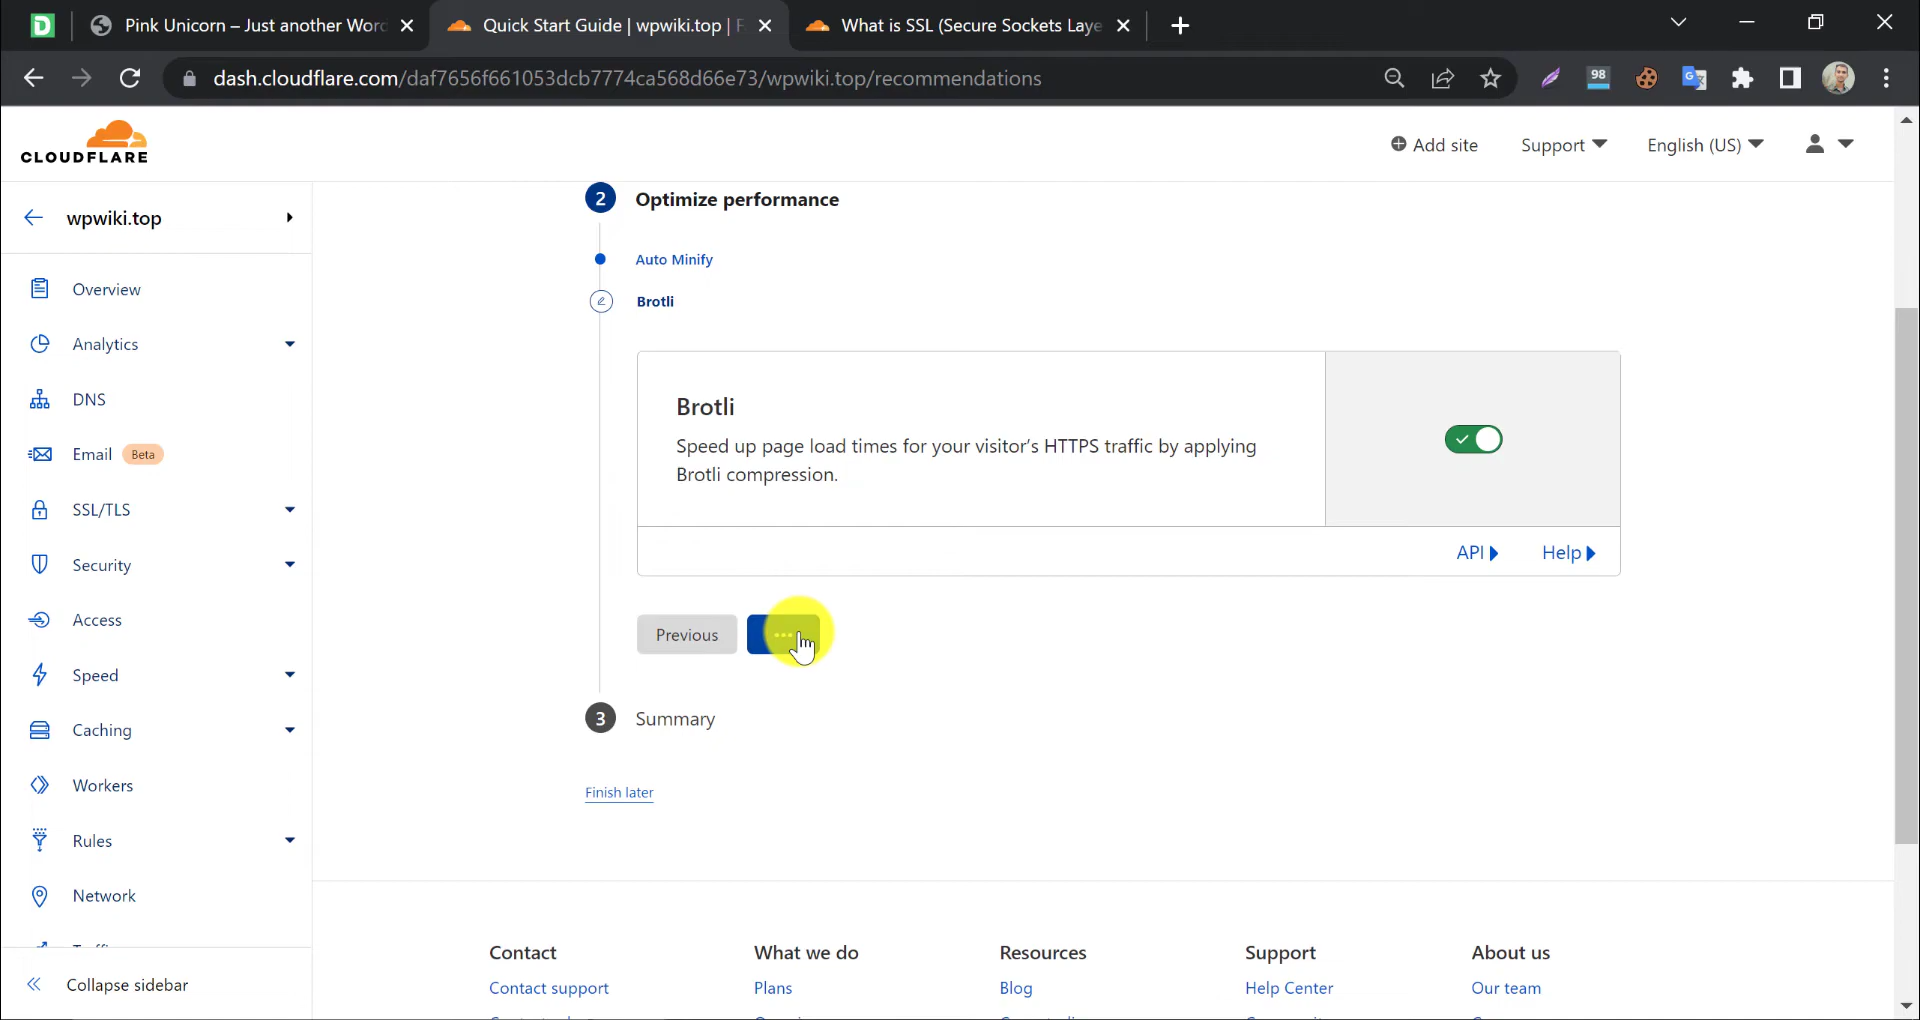 Pink Unicorn – Just another Wor
Quick Start Guide | wpwiki.top |
What is SSL (Secure Sockets Laye
dash.cloudflare.com/daf7656f661053dcb7774ca568d66e73/wpwiki.top/recommendations
98
CLOUDFLARE
Add site
Support
English (US)
wpwiki.top
Overview
Analytics
DNS
Email Beta
SSL/TLS
Security
Access
Speed
Caching
Workers
Rules
Network
Collapse sidebar
2 Optimize performance
Auto Minify
Brotli
Brotli
Speed up page load times for your visitor’s HTTPS traffic by applying
Brotli compression.
API
Help
Previous
3 Summary
Finish later
Contact
Contact support
What we do
Plans
Resources
Blog
Support
Help Center
About us
Our team